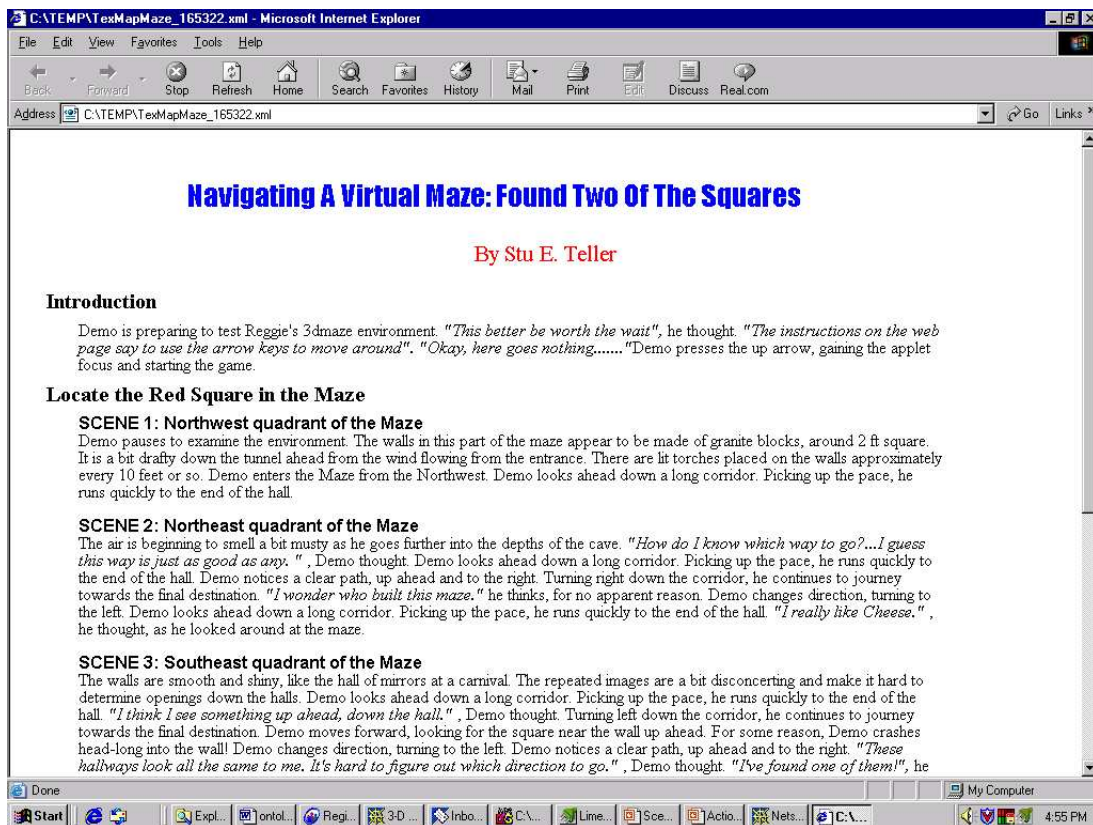 C:\TEMP\TexMapMaze_165322.xml - Microsoft Internet Explorer
File Edit View Favorites Tools Help
Back Forward Stop Refresh Home Search Favorites History Mail Print Edit Discuss Real.com
Address C:\TEMP\TexMapMaze_165322.xml Go Links »
Navigating A Virtual Maze: Found Two Of The Squares
By Stu E. Teller
Introduction
Demo is preparing to test Reggie's 3dmaze environment. "This better be worth the wait", he thought. "The instructions on the web
page say to use the arrow keys to move around". "Okay, here goes nothing......."Demo presses the up arrow, gaining the applet
focus and starting the game.
Locate the Red Square in the Maze
SCENE 1: Northwest quadrant of the Maze
Demo pauses to examine the environment. The walls in this part of the maze appear to be made of granite blocks, around 2 ft square.
It is a bit drafty down the tunnel ahead from the wind flowing from the entrance. There are lit torches placed on the walls approximately
every 10 feet or so. Demo enters the Maze from the Northwest. Demo looks ahead down a long corridor. Picking up the pace, he
runs quickly to the end of the hall.
SCENE 2: Northeast quadrant of the Maze
The air is beginning to smell a bit musty as he goes further into the depths of the cave. "How do I know which way to go?...I guess
this way is just as good as any. " , Demo thought. Demo looks ahead down a long corridor. Picking up the pace, he runs quickly to
the end of the hall. Demo notices a clear path, up ahead and to the right. Turning right down the corridor, he continues to journey
towards the final destination. "I wonder who built this maze." he thinks, for no apparent reason. Demo changes direction, turning to
the left. Demo looks ahead down a long corridor. Picking up the pace, he runs quickly to the end of the hall. "I really like Cheese." ,
he thought, as he looked around at the maze.
SCENE 3: Southeast quadrant of the Maze
The walls are smooth and shiny, like the hall of mirrors at a carnival. The repeated images are a bit disconcerting and make it hard to
determine openings down the halls. Demo looks ahead down a long corridor. Picking up the pace, he runs quickly to the end of the
hall. "I think I see something up ahead, down the hall." , Demo thought. Turning left down the corridor, he continues to journey
towards the final destination. Demo moves forward, looking for the square near the wall up ahead. For some reason, Demo crashes
head-long into the wall! Demo changes direction, turning to the left. Demo notices a clear path, up ahead and to the right. "These
hallways look all the same to me. It's hard to figure out which direction to go." , Demo thought. "I've found one of them!", he
Done My Computer
Start Expl... ontol... Regi... 3-D ... Inbo... C:\... Lime... Sce... Actio... Nets... C:\... 4:55 PM